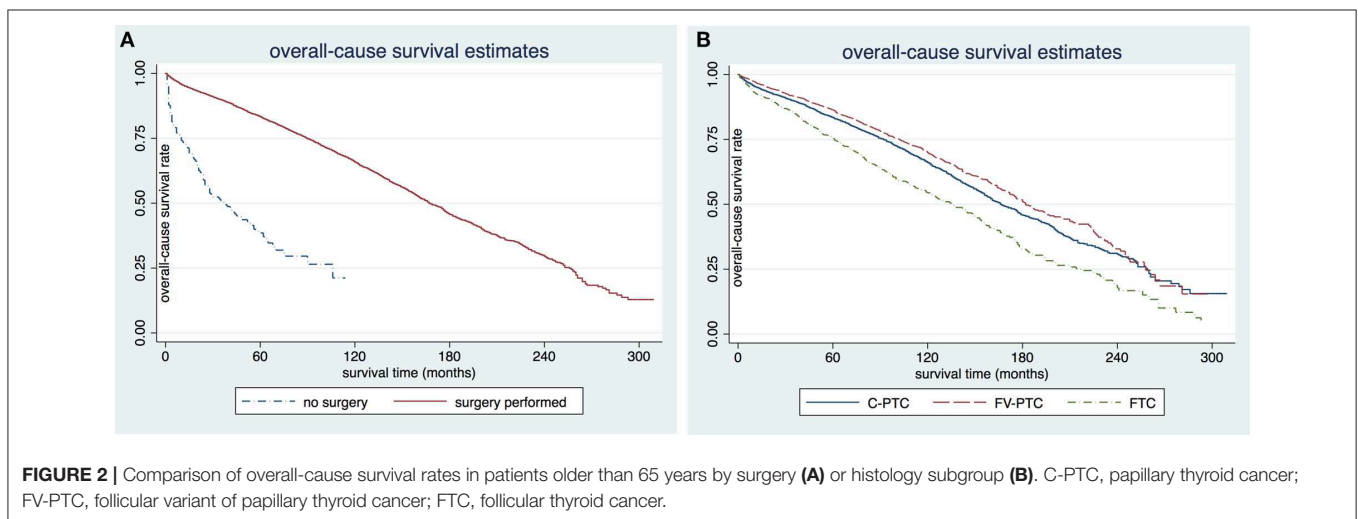 A
overall-cause survival estimates
1.00
0.75
0.50
0.25
0.00
overall-cause survival rate
0 60 120 180 240 300
survival time (months)
no surgery surgery performed
B
overall-cause survival estimates
1.00
0.75
0.50
0.25
0.00
overall-cause survival rate
0 60 120 180 240 300
survival time (months)
C-PTC FV-PTC FTC
FIGURE 2 | Comparison of overall-cause survival rates in patients older than 65 years by surgery (A) or histology subgroup (B). C-PTC, papillary thyroid cancer;
FV-PTC, follicular variant of papillary thyroid cancer; FTC, follicular thyroid cancer.